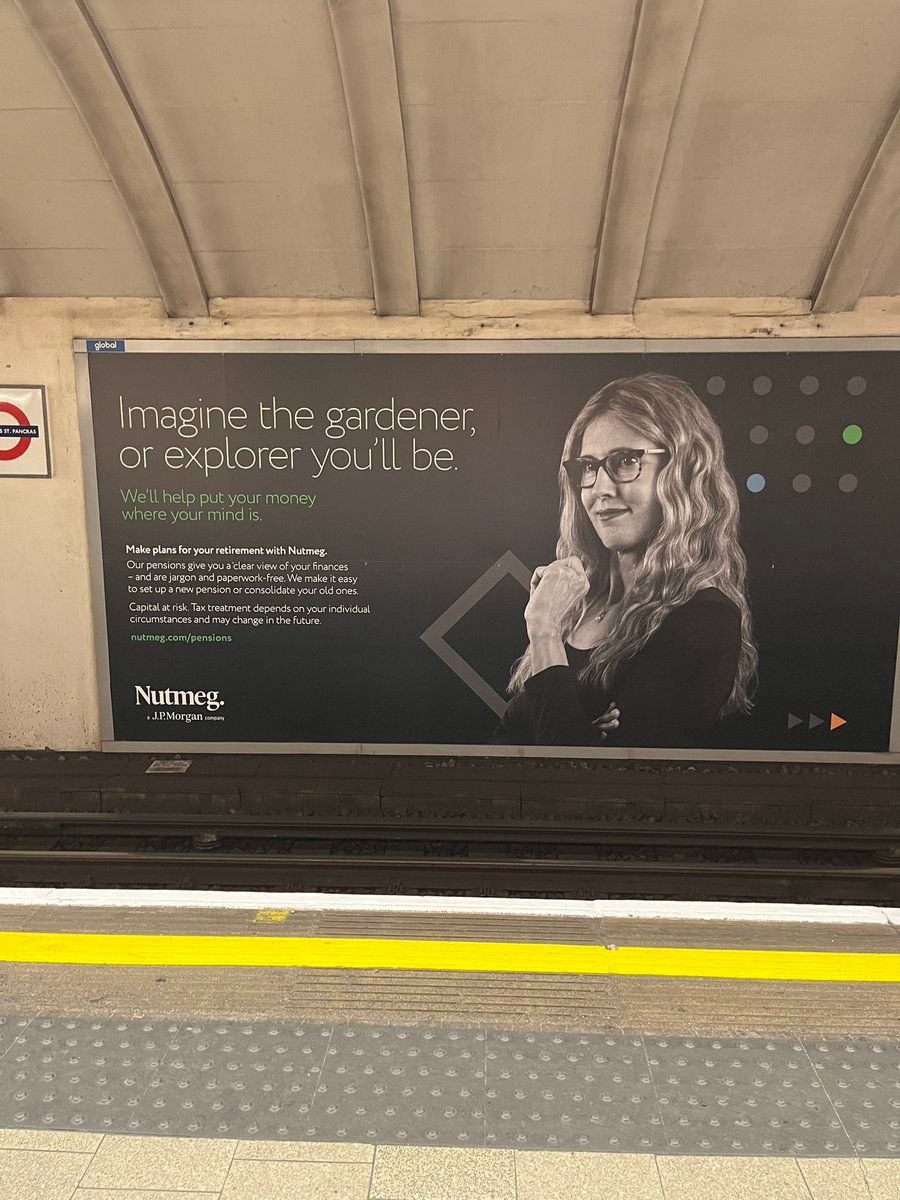 global
Imagine the gardener,
or explorer you'll be.
We'll help put your money
where your mind is.
Make plans for your retirement with Nutmeg.
Our pensions give you a clear view of your finances
– and are jargon and paperwork-free. We make it easy
to set up a new pension or consolidate your old ones.
Capital at risk. Tax treatment depends on your individual
circumstances and may change in the future.
nutmeg.com/pensions
Nutmeg.
a J.P.Morgan company
ST. PANCRAS